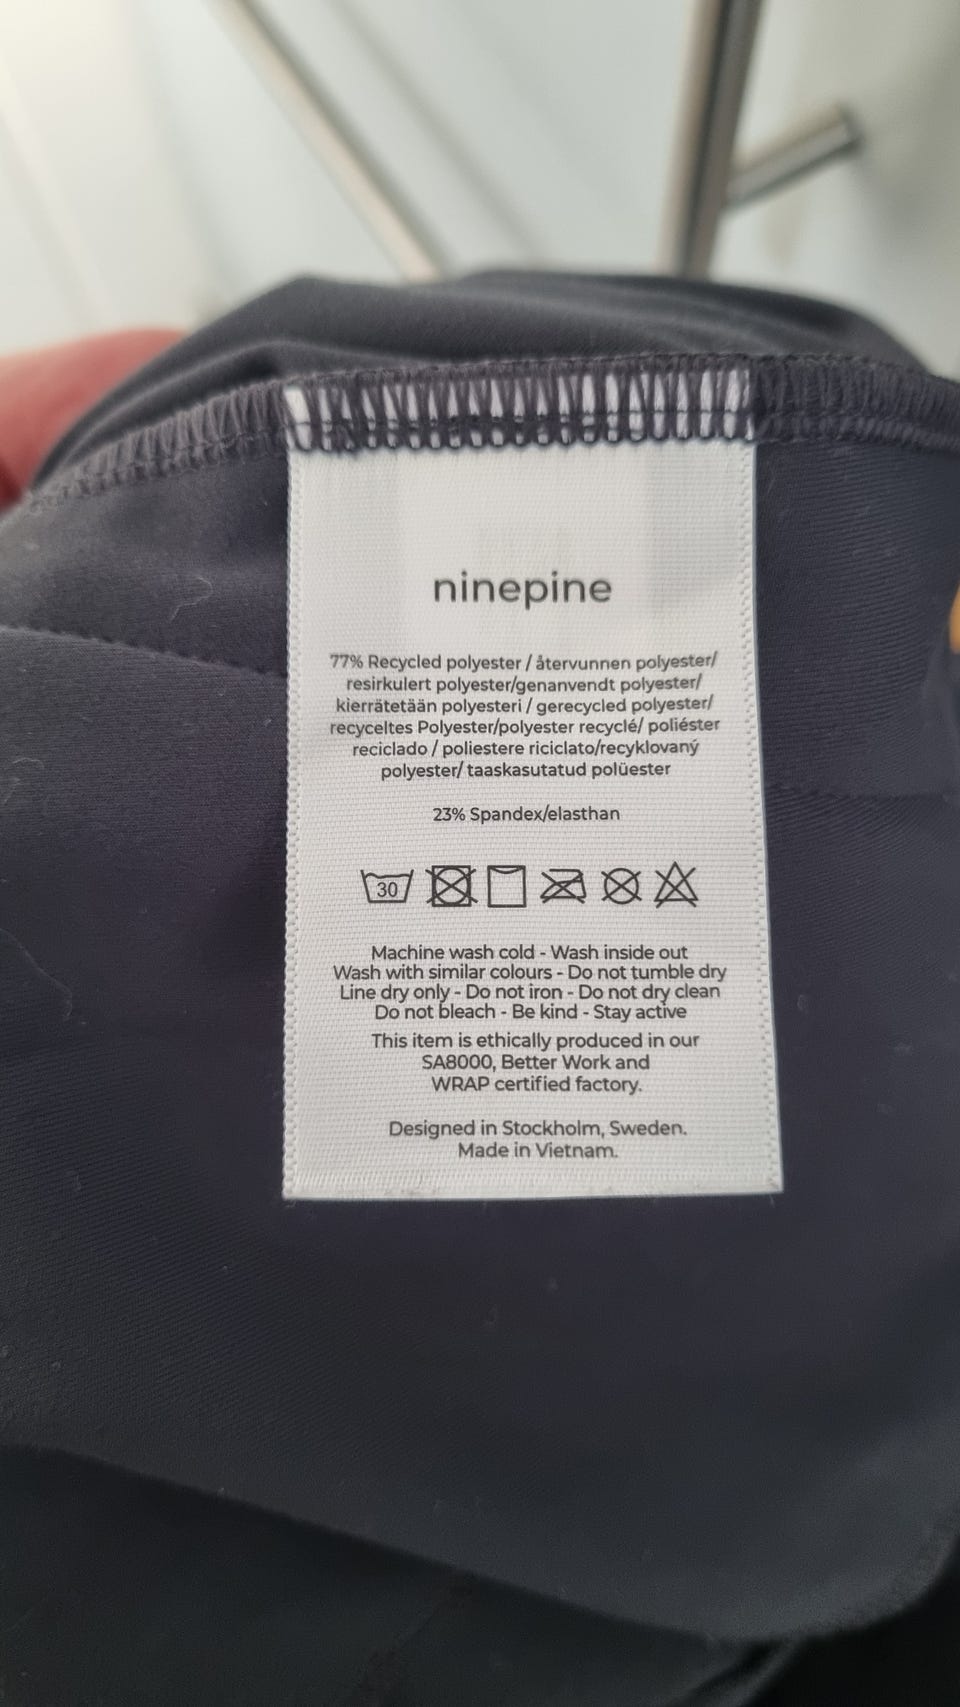 ninepine
77% Recycled polyester / återvunnen polyester/
resirkulert polyester/genanvendt polyester/
kierrätetään polyesteri / gerecycled polyester/
recyceltes Polyester/polyester recyclé/ poliéster
reciclado / poliestere riciclato/recyklovaný
polyester/ taaskasutatud polüester
23% Spandex/elasthan
30
Machine wash cold - Wash inside out
Wash with similar colours - Do not tumble dry
Line dry only - Do not iron - Do not dry clean
Do not bleach - Be kind - Stay active
This item is ethically produced in our
SA8000, Better Work and
WRAP certified factory.
Designed in Stockholm, Sweden.
Made in Vietnam.